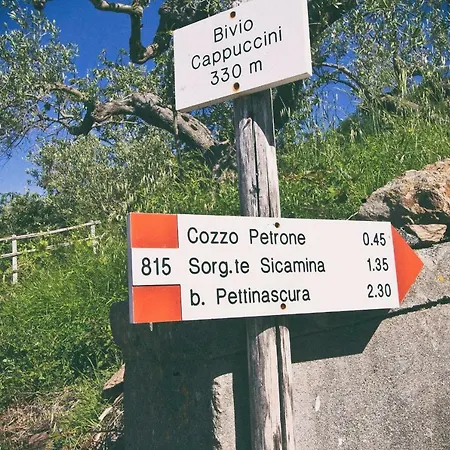 Bivio
Cappuccini
330 m
815
Cozzo Petrone 0.45
Sorg.te Sicamina 1.35
b. Pettinascura 2.30